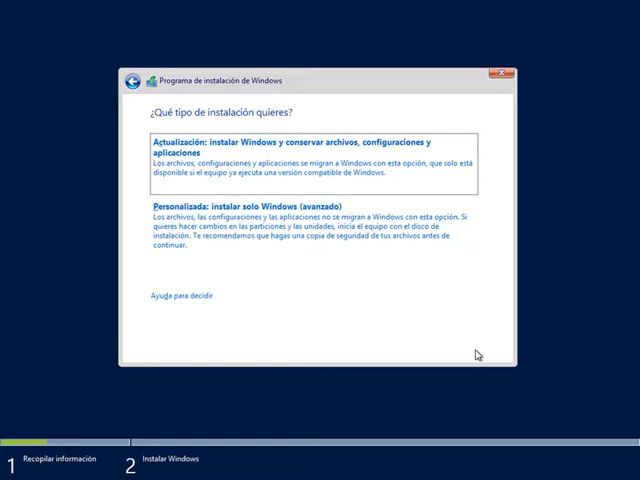 Programa de instalación de Windows
¿Qué tipo de instalación quieres?
Actualización: instalar Windows y conservar archivos, configuraciones y
aplicaciones
Los archivos, configuraciones y aplicaciones se migran a Windows con esta opción, que solo está
disponible si el equipo ya ejecuta una versión compatible de Windows.
Personalizada: instalar solo Windows (avanzado)
Los archivos, las configuraciones y las aplicaciones no se migran a Windows con esta opción. Si
quieres hacer cambios en las particiones y las unidades, inicia el equipo con el disco de
instalación. Te recomendamos que hagas una copia de seguridad de tus archivos antes de
continuar.
Ayuda para decidir
1 Recopilar información
2 Instalar Windows